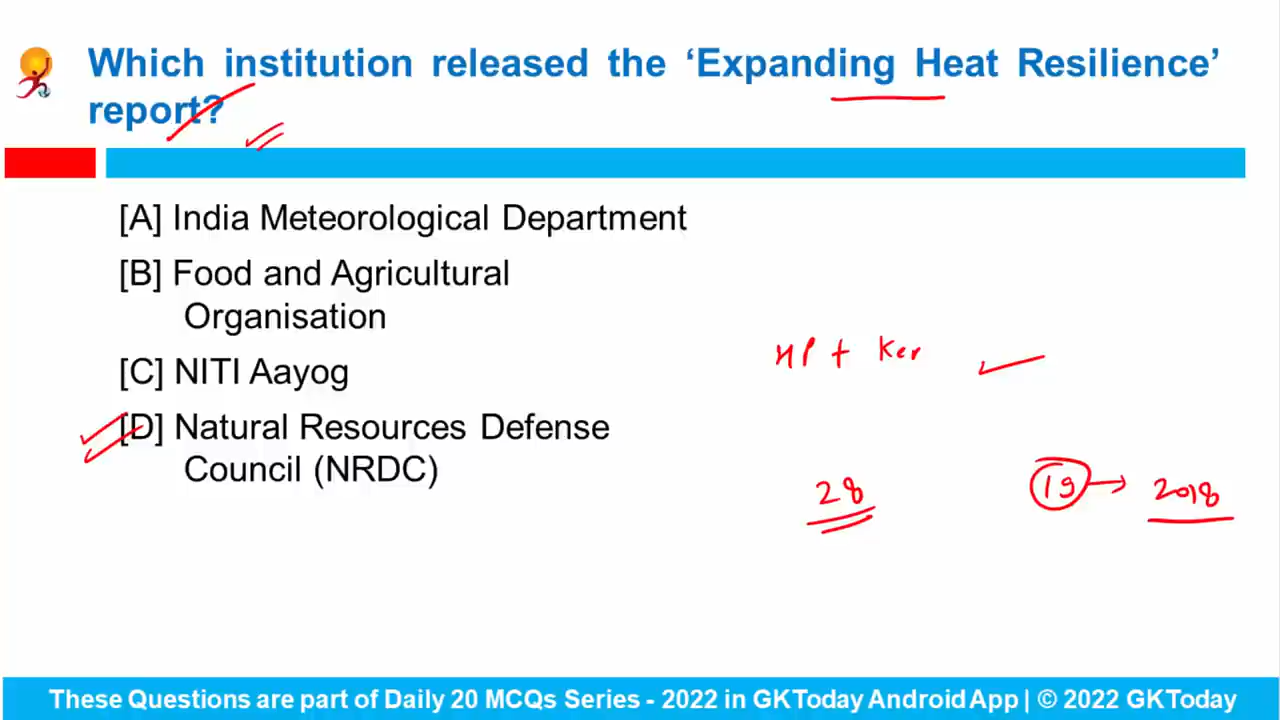 Which institution released the ‘Expanding Heat Resilience’
report?
[A] India Meteorological Department
[B] Food and Agricultural
Organisation
[C] NITI Aayog
[D] Natural Resources Defense
Council (NRDC)
HP + Ker
28
19 → 2018
These Questions are part of Daily 20 MCQs Series - 2022 in GKToday Android App | © 2022 GKToday